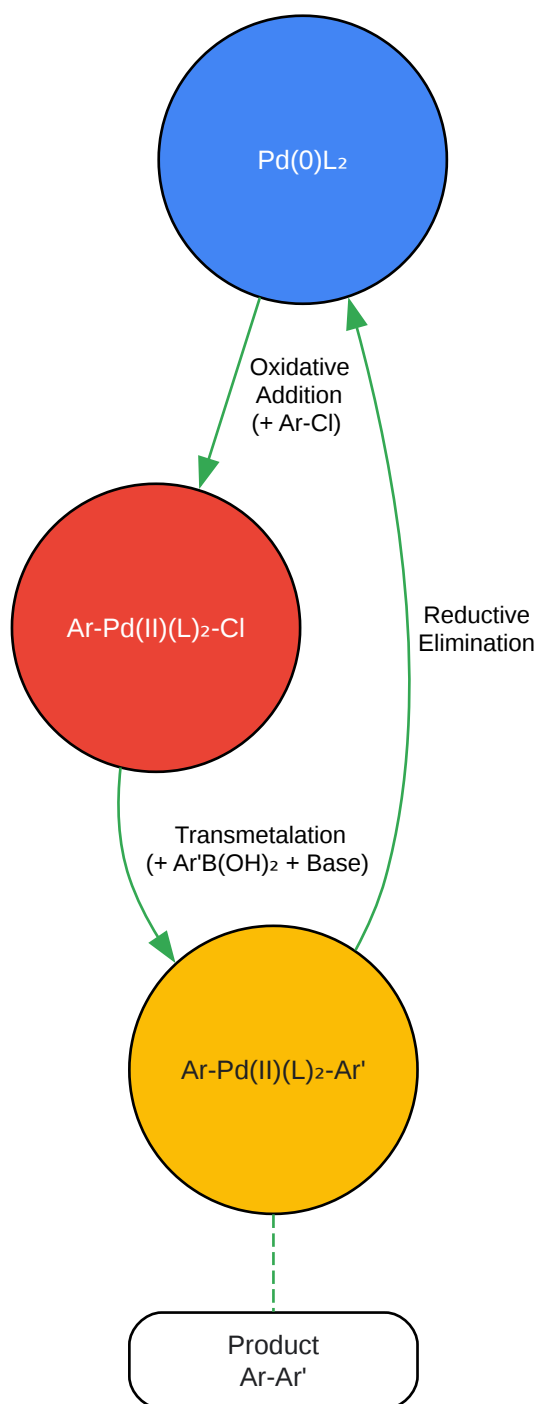 Pd(0)L₂
Oxidative
Addition
(+ Ar-Cl)
Ar-Pd(II)(L)₂-Cl
Reductive
Elimination
Transmetalation
(+ Ar'B(OH)₂ + Base)
Ar-Pd(II)(L)₂-Ar'
Product
Ar-Ar'